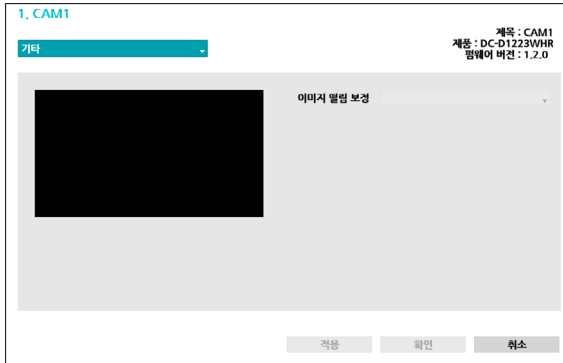 1. CAM1
제목 : CAM1
제품 : DC-D1223WHR
펌웨어 버전 : 1.2.0
기타
이미지 떨림 보정
적용
확인
취소